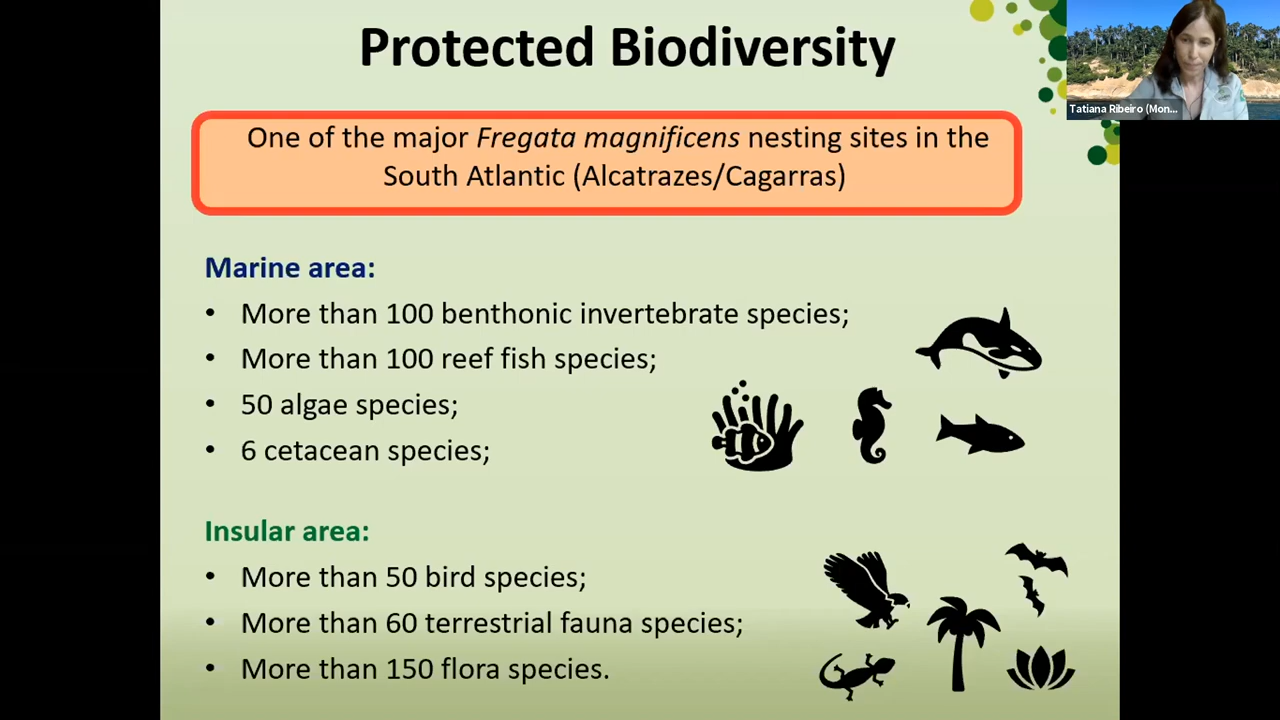 Protected Biodiversity
Tatiana Ribeiro (Mon...
One of the major Fregata magnificens nesting sites in the
South Atlantic (Alcatrazes/Cagarras)
Marine area:
• More than 100 benthonic invertebrate species;
• More than 100 reef fish species;
• 50 algae species;
• 6 cetacean species;
Insular area:
• More than 50 bird species;
• More than 60 terrestrial fauna species;
• More than 150 flora species.